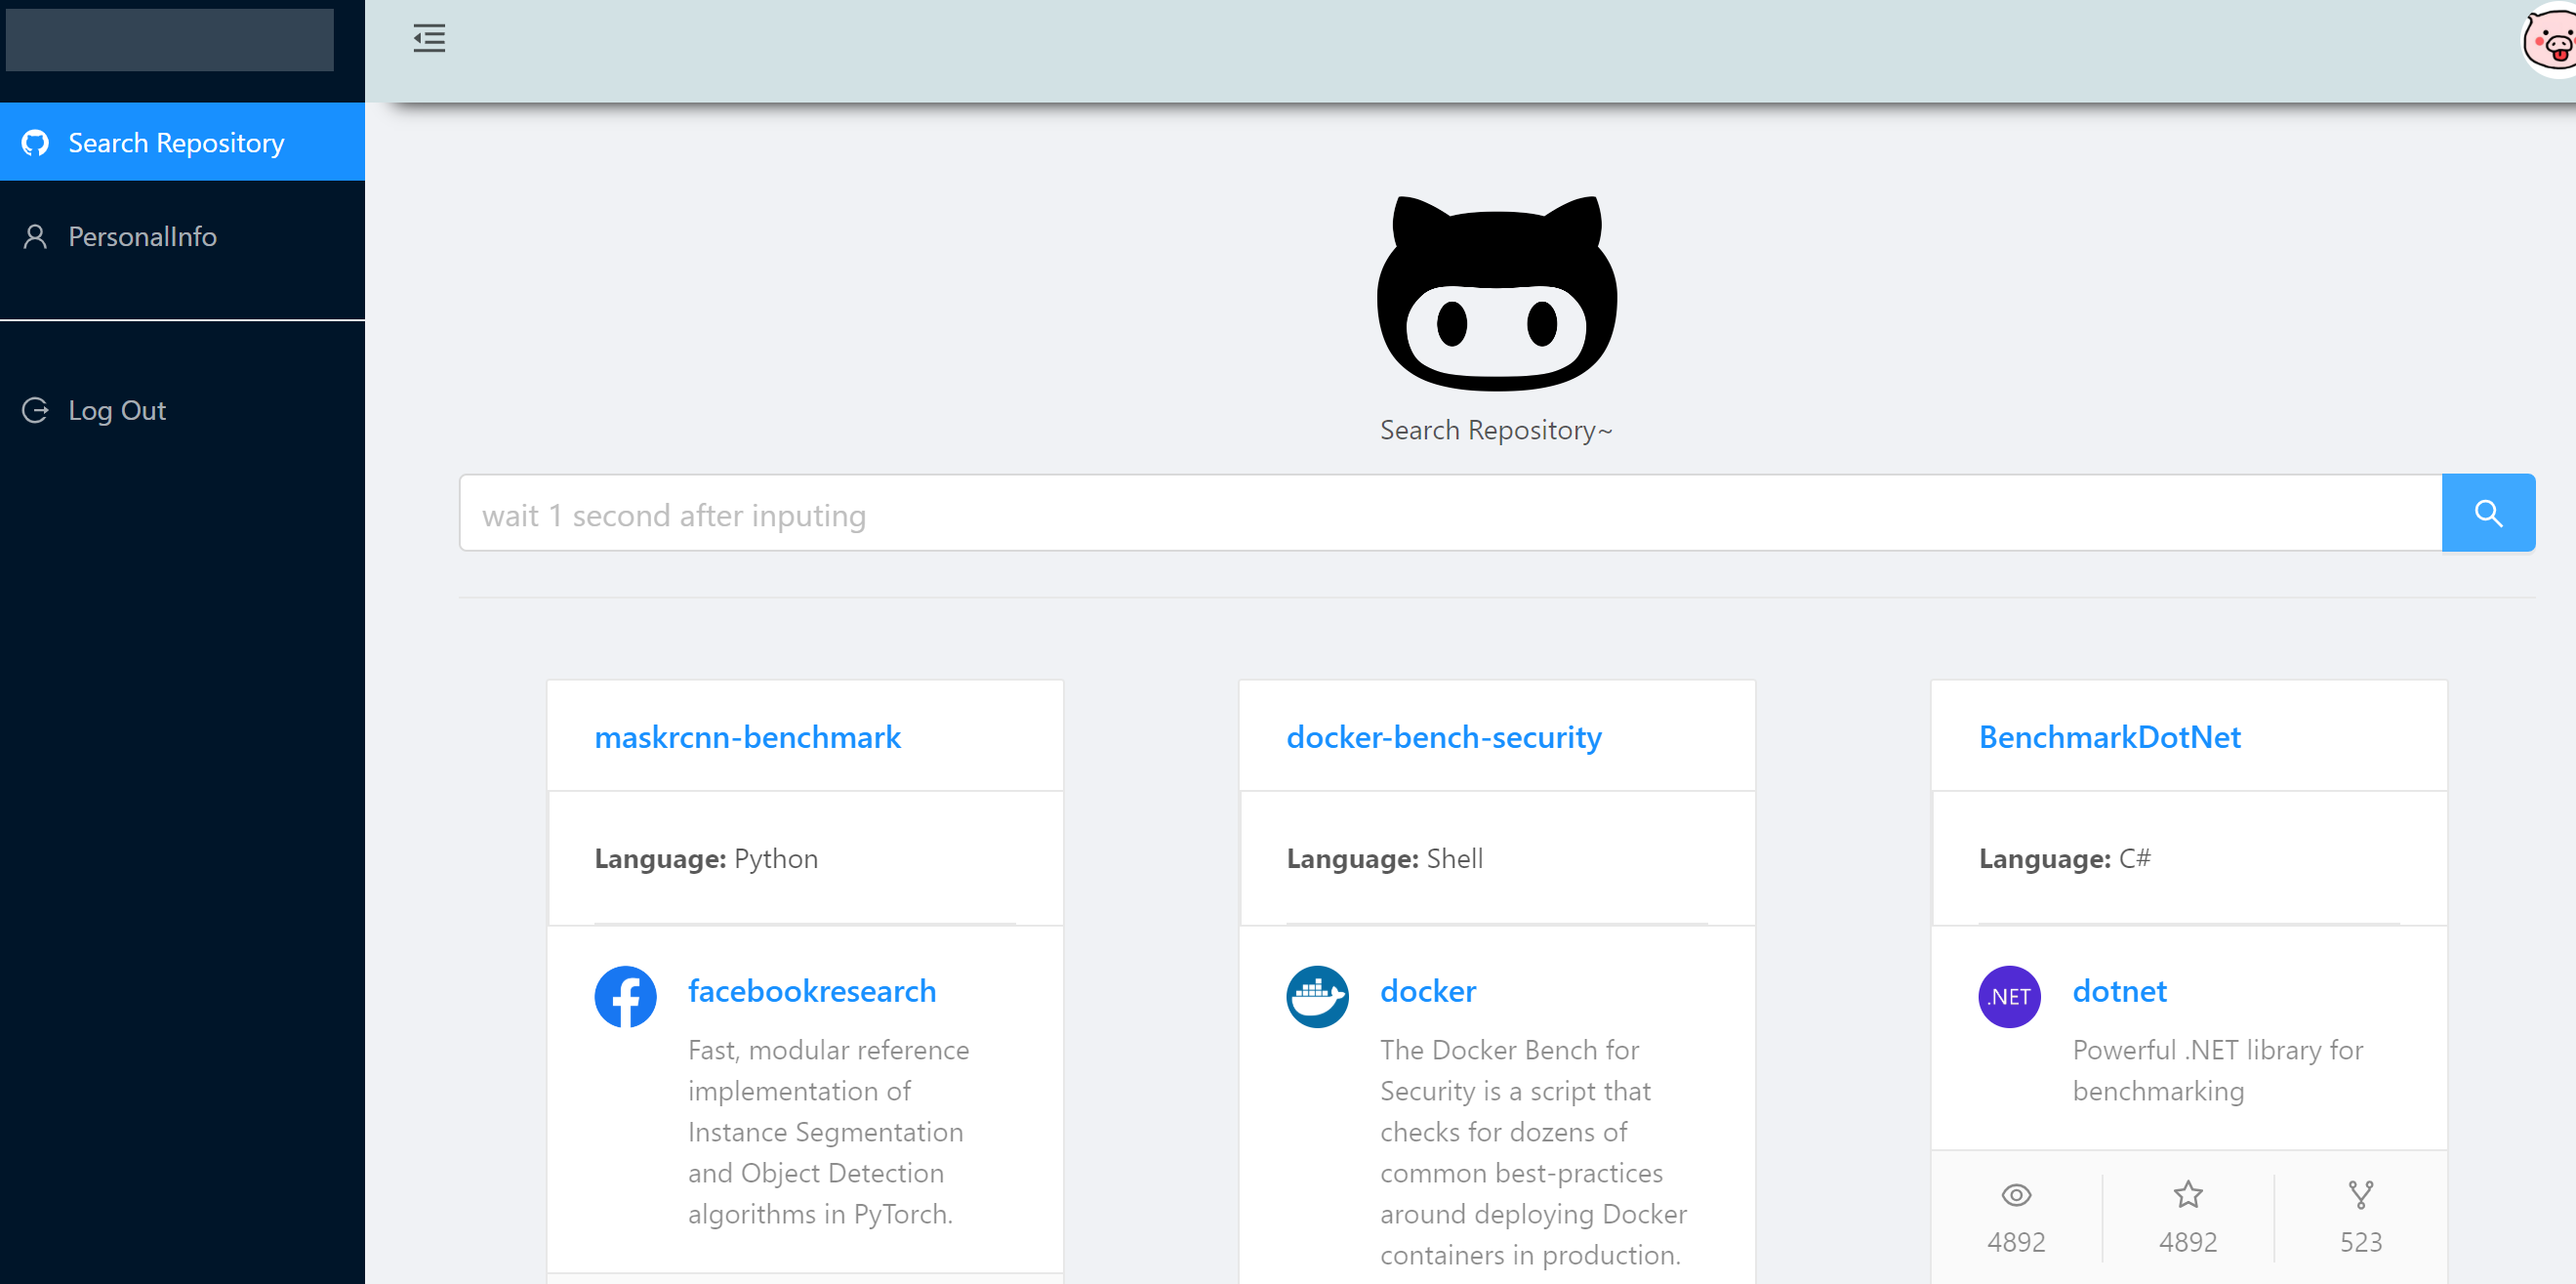 Search Repository
PersonalInfo
Log Out
Search Repository~
wait 1 second after inputing
maskrcnn-benchmark
Language: Python
facebookresearch
Fast, modular reference
implementation of
Instance Segmentation
and Object Detection
algorithms in PyTorch.
docker-bench-security
Language: Shell
docker
The Docker Bench for
Security is a script that
checks for dozens of
common best-practices
around deploying Docker
containers in production.
BenchmarkDotNet
Language: C#
.NET
dotnet
Powerful .NET library for
benchmarking
4892
4892
523